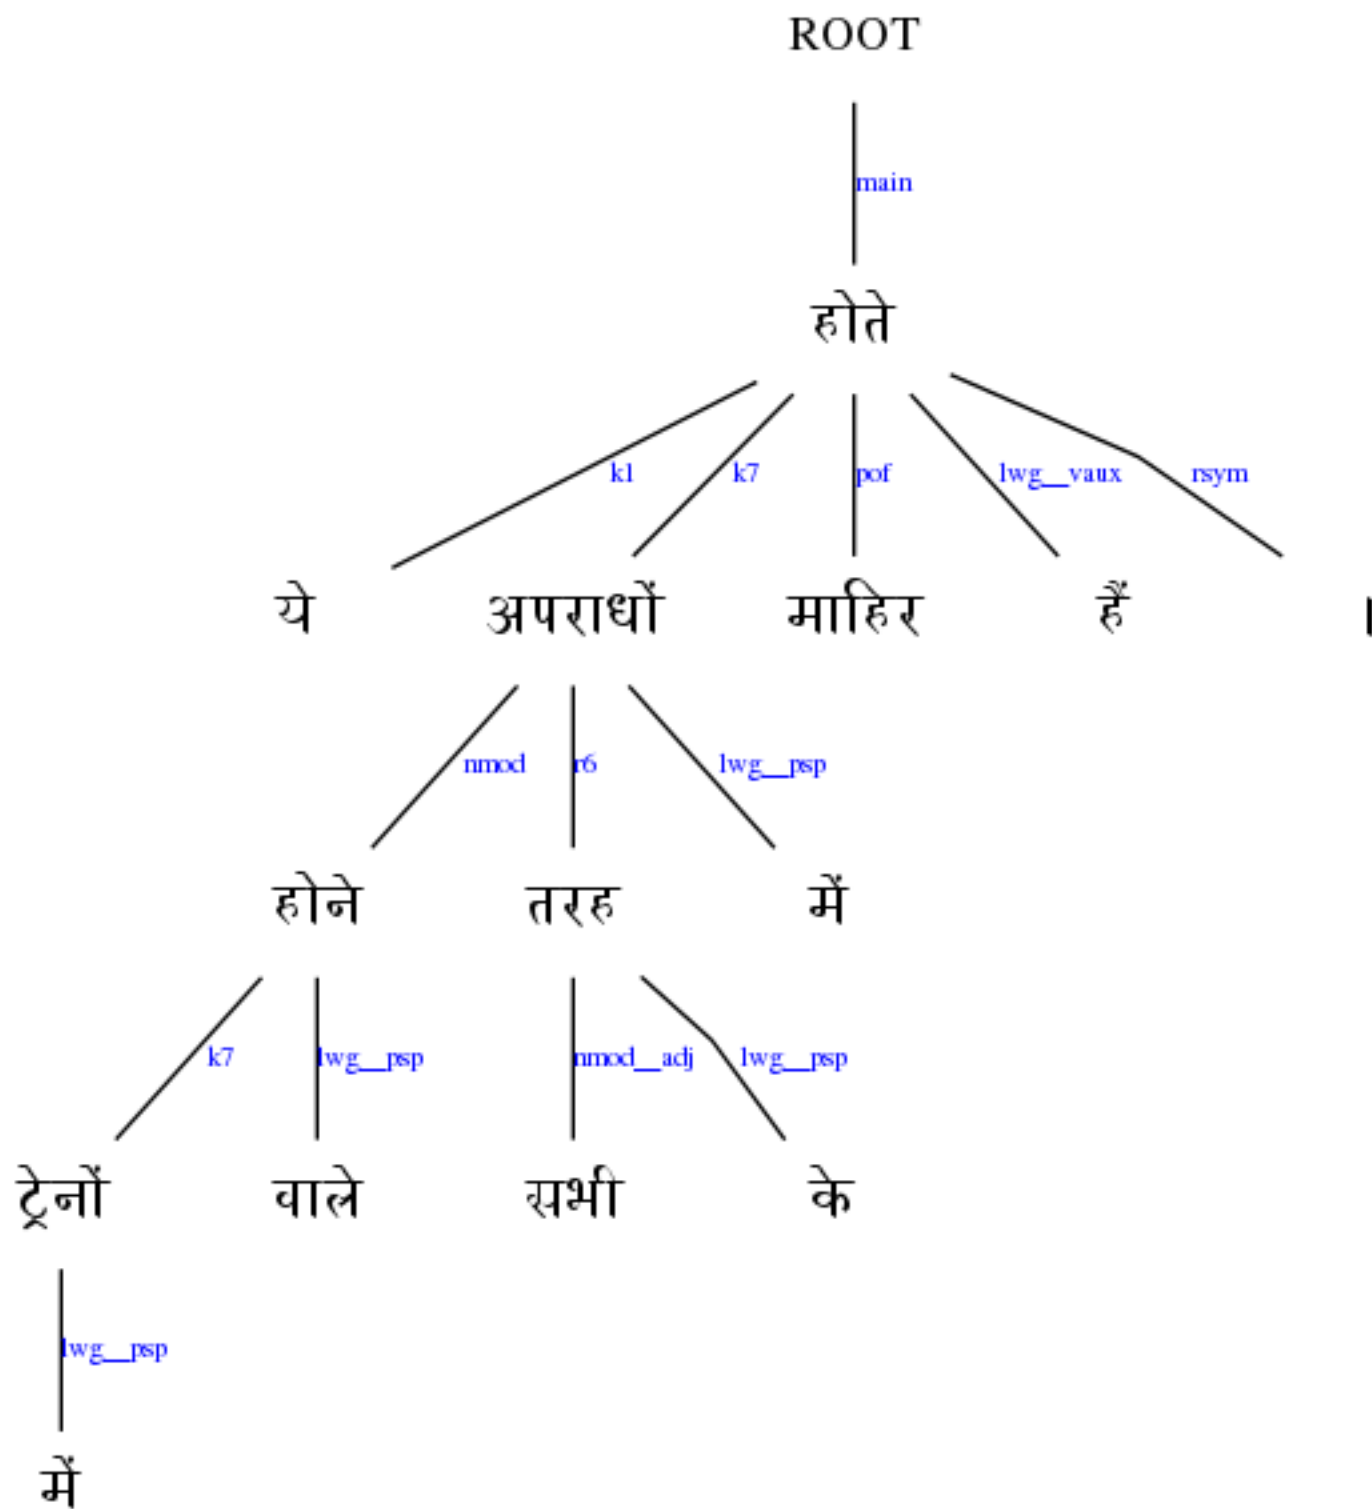 ROOT
main
होते
k1 k7 pof lwg__vaux rsym
ये अपराधों माहिर हैं ।
nmod r6 lwg__psp
होने तरह में
k7 lwg__psp nmod__adj lwg__psp
ट्रेनों वाले सभी के
lwg__psp
में